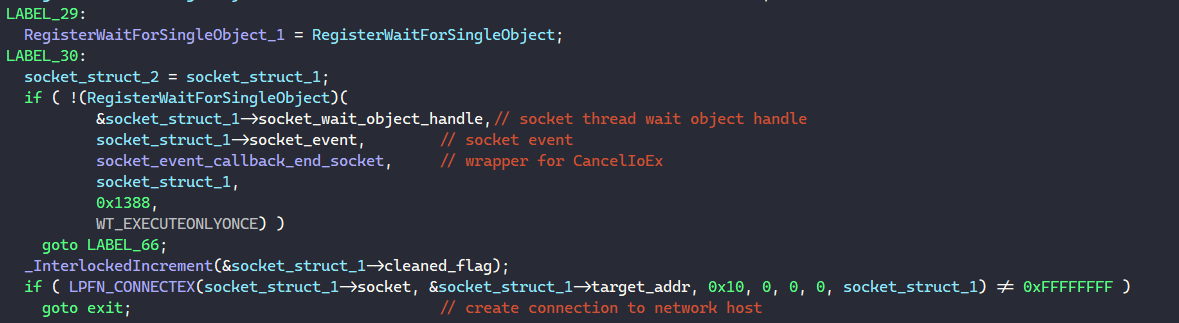 LABEL_29:
RegisterWaitForSingleObject_1 = RegisterWaitForSingleObject;
LABEL_30:
socket_struct_2 = socket_struct_1;
if ( !(RegisterWaitForSingleObject)(
&socket_struct_1->socket_wait_object_handle,// socket thread wait object handle
socket_struct_1->socket_event, // socket event
socket_event_callback_end_socket, // wrapper for CancelIoEx
socket_struct_1,
0x1388,
WT_EXECUTEONLYONCE) )
goto LABEL_66;
_InterlockedIncrement(&socket_struct_1->cleaned_flag);
if ( LPFN_CONNECTEX(socket_struct_1->socket, &socket_struct_1->target_addr, 0x10, 0, 0, 0, socket_struct_1) != 0xFFFFFFFF )
goto exit; // create connection to network host